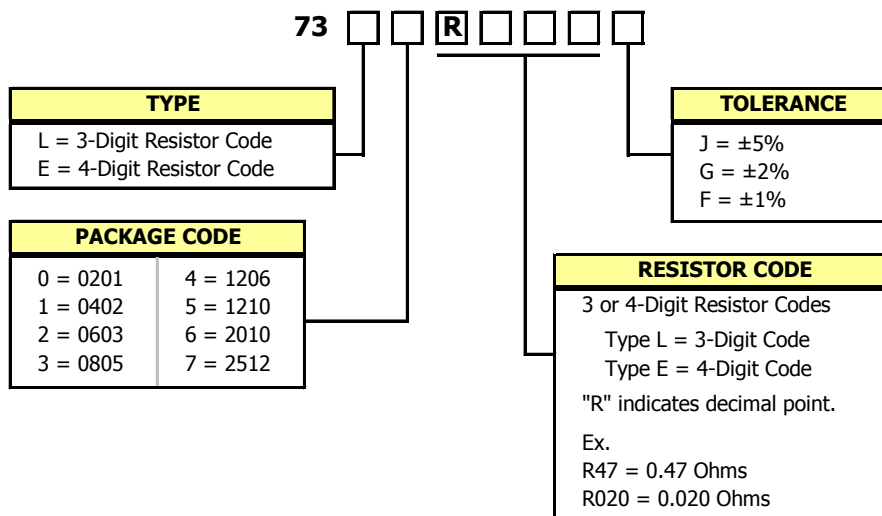 73 R
TYPE
L = 3-Digit Resistor Code
E = 4-Digit Resistor Code
TOLERANCE
J = ±5%
G = ±2%
F = ±1%
PACKAGE CODE
0 = 0201
1 = 0402
2 = 0603
3 = 0805
4 = 1206
5 = 1210
6 = 2010
7 = 2512
RESISTOR CODE
3 or 4-Digit Resistor Codes
Type L = 3-Digit Code
Type E = 4-Digit Code
"R" indicates decimal point.
Ex.
R47 = 0.47 Ohms
R020 = 0.020 Ohms